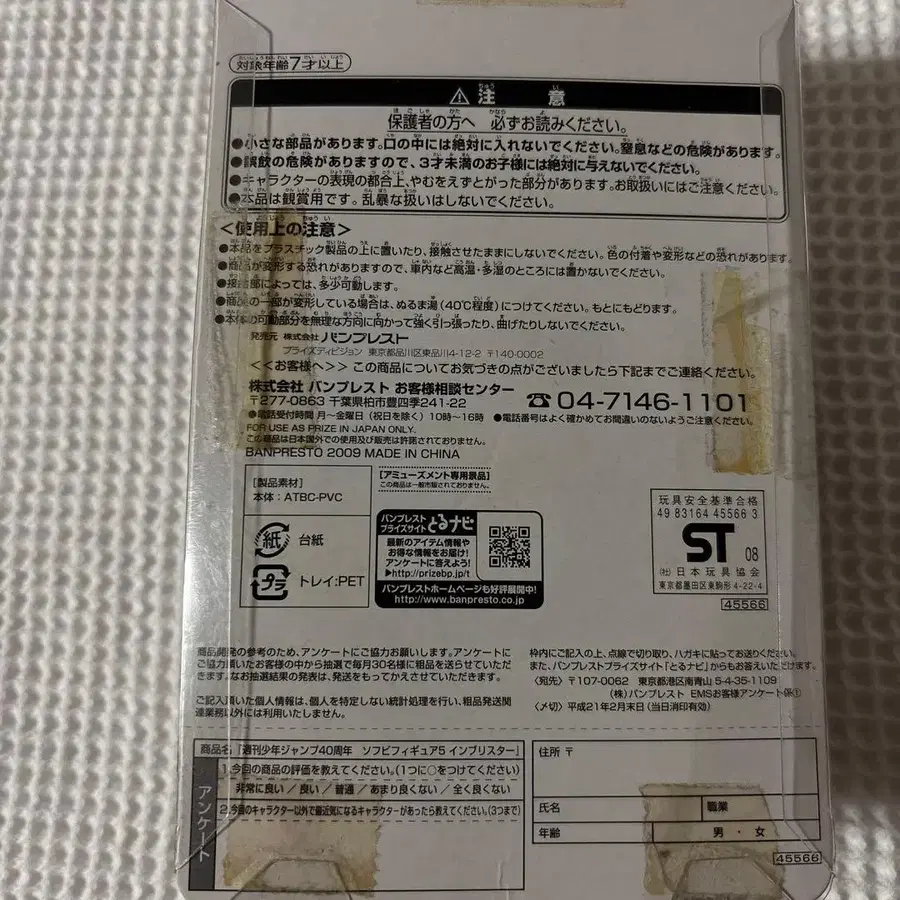 対象年齢7才以上
⚠注 意
保護者の方へ 必ずお読みください。
●小さな部品があります。口の中には絶対に入れないでください。窒息などの危険があります。
●誤飲の危険がありますので、3才未満のお子様には絶対に与えないでください。
●キャラクターの表現の都合上、やむをえずとがった部分があります。お取扱いにはご注意ください。
●本品は観賞用です。乱暴な扱いはしないでください。
＜使用上の注意＞
●本品をプラスチック製品の上に置いたり、接触させたままにしないでください。色の付着や変形などの恐れがあります。
●商品が変形する恐れがありますので、車内など高温・多湿のところには置かないでください。
●接合部によっては、多少可動します。
●商品の一部が変形している場合は、ぬるま湯（40℃程度）につけてください。もとにもどります。
●本体の可動部分を無理な方向に向かって強く引っ張ったり、曲げたりしないでください。
発売元 株式会社バンプレスト
プライズディビジョン 東京都品川区東品川4-12-2 〒140-0002
＜＜お客様へ＞＞ この商品についてお気づきの点がございましたら下記までご連絡ください。
株式会社 バンプレスト お客様相談センター
〒277-0863 千葉県柏市豊四季241-22
☎04-7146-1101
●電話受付時間 月～金曜日（祝日を除く）10時～16時 ●電話番号はよく確かめてお間違いのないようご注意ください。
FOR USE AS PRIZE IN JAPAN ONLY.
この商品は日本国外での使用及び販売は許諾されておりません。
BANPRESTO 2009 MADE IN CHINA
［製品素材］
本体：ATBC-PVC
紙 台紙
プラ トレイ:PET
［アミューズメント専用景品］
この商品は一般市販されておりません。
バンプレスト
プライズサイト とるナビ
最新のアイテム情報や
お得な情報をお届け!
アンケートに答えよう!
▶http://prizebp.jp/t
バンプレストホームページも好評展開中!
http://www.banpresto.co.jp
玩具安全基準合格
49 83164 45566 3
ST 08
(社)日本玩具協会
東京都墨田区東駒形4-22-4
45566
商品開発の参考のため、アンケートにご協力お願いします。アンケートに
ご協力頂いたお客様の中から抽選で毎月30名様に粗品を送らせていただ
きます。なお抽選結果の発表は、発送をもってかえさせていただきます。
ご記入頂いた個人情報は、個人を特定しない統計処理を行い、粗品発送関
連業務以外には利用いたしません。
枠内にご記入の上、点線で切り取り、ハガキに貼ってお送りください。
また、バンプレストプライズサイト「とるナビ」からもお答えいただけます。
〈宛先〉〒107-0062 東京都港区南青山 5-4-35-1109
（株）バンプレスト EMSお客様アンケート係①
〈〆切〉平成21年2月末（当日消印有効）
商品名「週刊少年ジャンプ40周年 ソフビフィギュア5 インブリスター」
アンケート
1.今回の商品の評価を教えてください。（1つに○をつけてください）
非常に良い／良い／普通／あまり良くない／全く良くない
2.今回のキャラクター以外で最近気になるキャラクターがあったら教えてください。（3つまで）
住所 〒
氏名
職業
年齢
男・女
45566